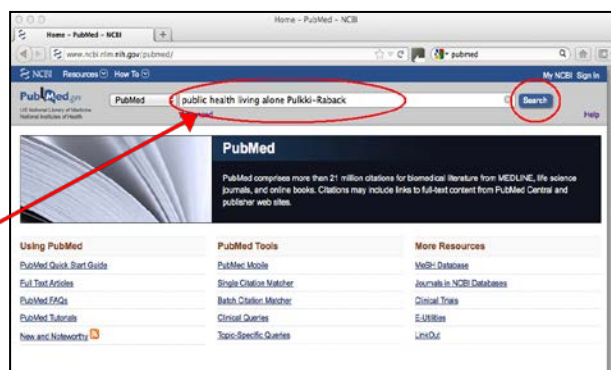 Home - PubMed - NCBI
Home - PubMed - NCBI
www.ncbi.nlm.nih.gov/pubmed/
pubmed
NCBI Resources How To
My NCBI Sign In
PubMed.gov
US National Library of Medicine
National Institutes of Health
PubMed
public health living alone Pulkki-Raback
Search
Help
PubMed
PubMed comprises more than 21 million citations for biomedical literature from MEDLINE, life science
journals, and online books. Citations may include links to full-text content from PubMed Central and
publisher web sites.
Using PubMed
PubMed Quick Start Guide
Full Text Articles
PubMed FAQs
PubMed Tutorials
New and Noteworthy
PubMed Tools
PubMed Mobile
Single Citation Matcher
Batch Citation Matcher
Clinical Queries
Topic-Specific Queries
More Resources
MeSH Database
Journals in NCBI Databases
Clinical Trials
E-Utilities
LinkOut